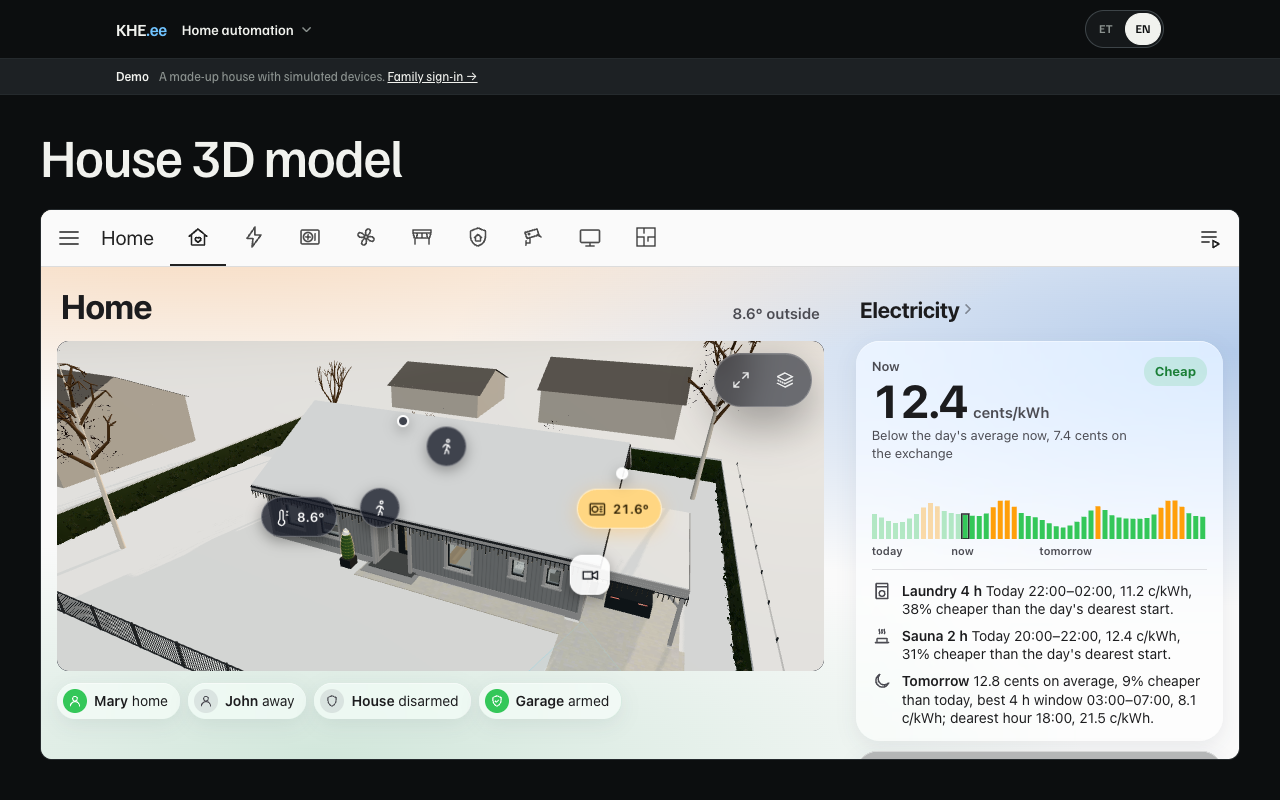 KHE.ee Home automation
ET EN
Demo A made-up house with simulated devices. Family sign-in →
House 3D model
Home
Home
8.6° outside
8.6°
21.6°
Mary home
John away
House disarmed
Garage armed
Electricity
Now
Cheap
12.4 cents/kWh
Below the day's average now, 7.4 cents on
the exchange
today now tomorrow
Laundry 4 h Today 22:00–02:00, 11.2 c/kWh,
38% cheaper than the day's dearest start.
Sauna 2 h Today 20:00–22:00, 12.4 c/kWh,
31% cheaper than the day's dearest start.
Tomorrow 12.8 cents on average, 9% cheaper
than today, best 4 h window 03:00–07:00, 8.1
c/kWh; dearest hour 18:00, 21.5 c/kWh.